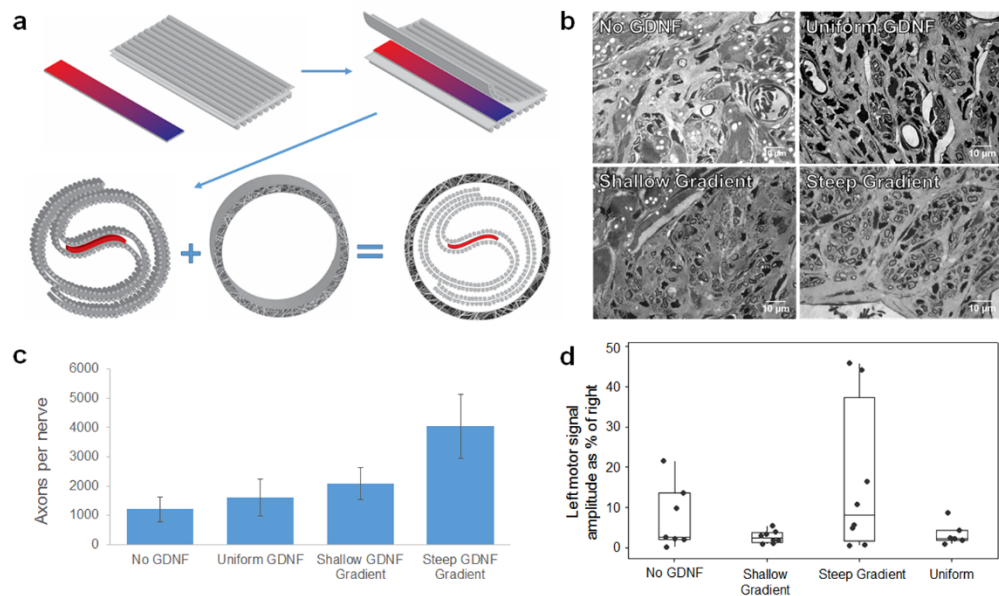 a
+
=
b
No GDNF
Uniform GDNF
10 µm
10 µm
Shallow Gradient
Steep Gradient
10 µm
10 µm
c
Axons per nerve
6000
5000
4000
3000
2000
1000
0
No GDNF
Uniform GDNF
Shallow GDNF
Gradient
Steep GDNF
Gradient
d
Left motor signal
amplitude as % of right
50
40
30
20
10
0
No GDNF
Shallow
Gradient
Steep Gradient
Uniform